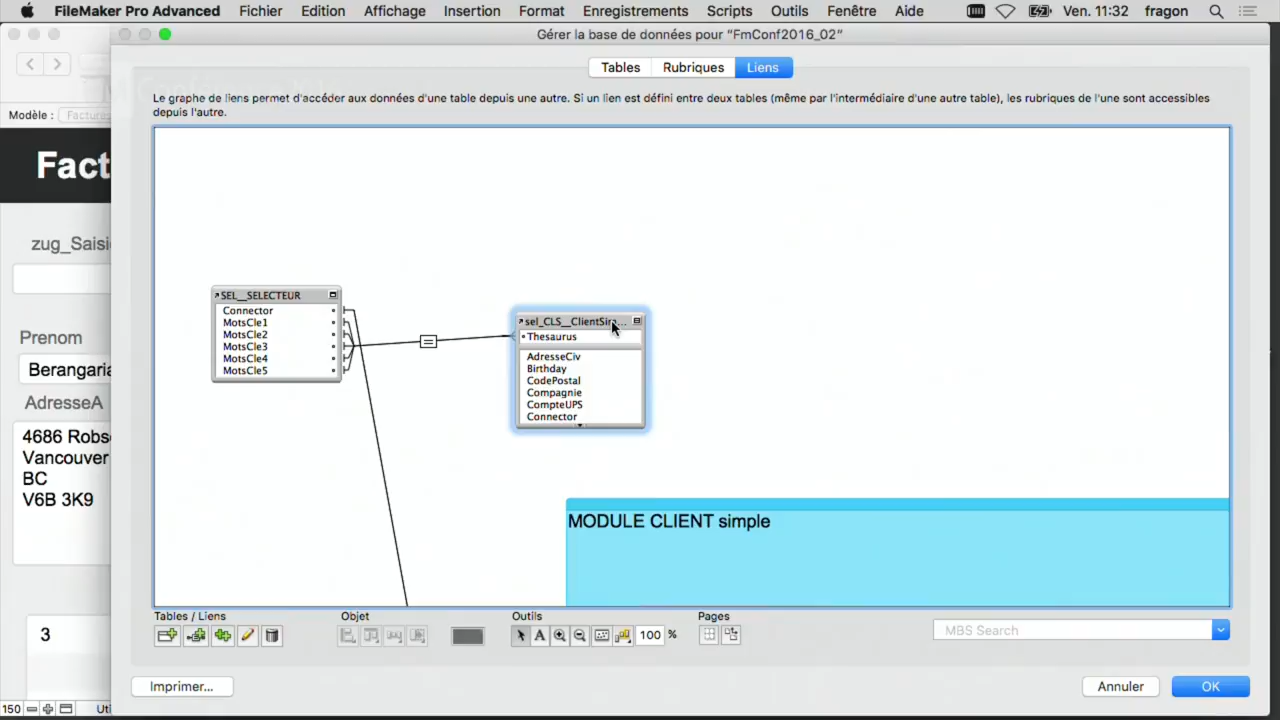 FileMaker Pro Advanced Fichier Edition Affichage Insertion Format Enregistrements Scripts Outils Fenêtre Aide Ven. 11:32 fragon
Gérer la base de données pour “FmConf2016_02”
Tables Rubriques Liens
Le graphe de liens permet d'accéder aux données d'une table depuis une autre. Si un lien est défini entre deux tables (même par l'intermédiaire d'une autre table), les rubriques de l'une sont accessibles
depuis l'autre.
Modèle : Factures
Fact
zug_Saisi
Prenom
Berangaria
AdresseA
4686 Robs
Vancouver
BC
V6B 3K9
3
SEL__SELECTEUR
Connector
MotsCle1
MotsCle2
MotsCle3
MotsCle4
MotsCle5
=
sel_CLS__ClientSim...
Thesaurus
AdresseCiv
Birthday
CodePostal
Compagnie
CompteUPS
Connector
MODULE CLIENT simple
Tables / Liens Objet Outils Pages
A 100 %
MBS Search
Imprimer... Annuler OK
150 Uti